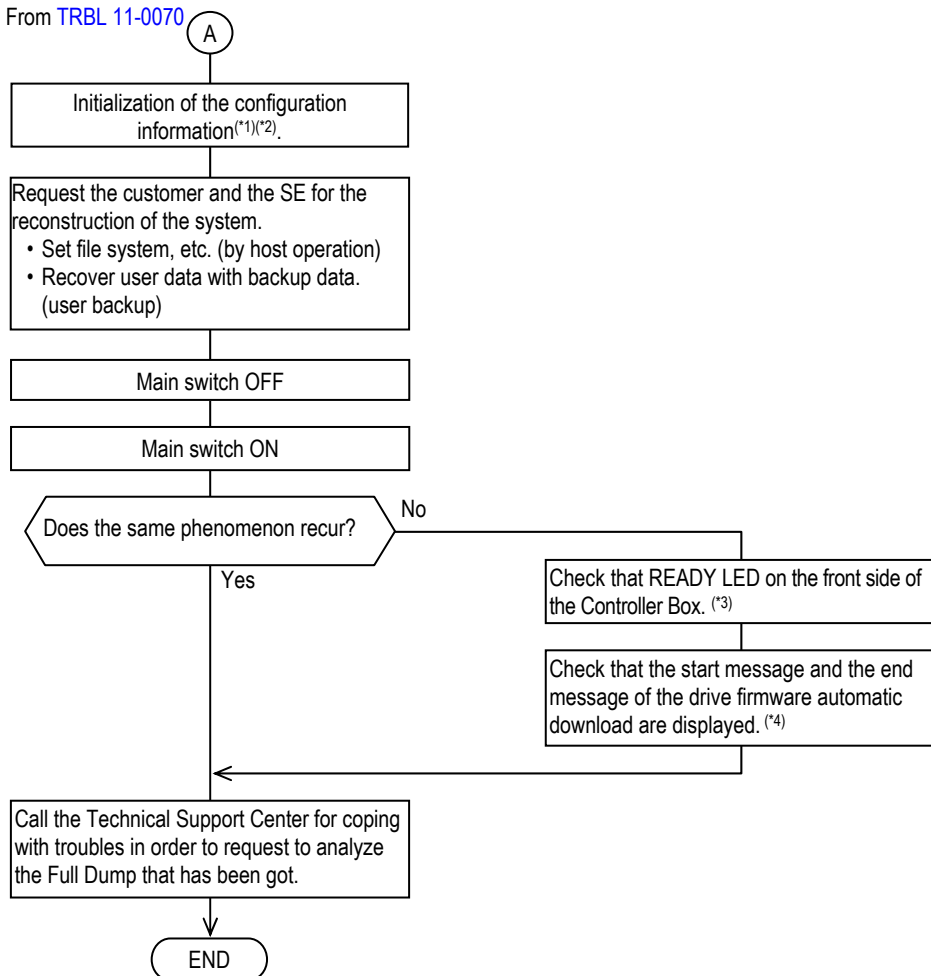 From TRBL 11-0070
A
Initialization of the configuration
information(*1)(*2).
Request the customer and the SE for the
reconstruction of the system.
• Set file system, etc. (by host operation)
• Recover user data with backup data.
(user backup)
Main switch OFF
Main switch ON
Does the same phenomenon recur?
No
Yes
Check that READY LED on the front side of
the Controller Box. (*3)
Check that the start message and the end
message of the drive firmware automatic
download are displayed. (*4)
Call the Technical Support Center for coping
with troubles in order to request to analyze
the Full Dump that has been got.
END